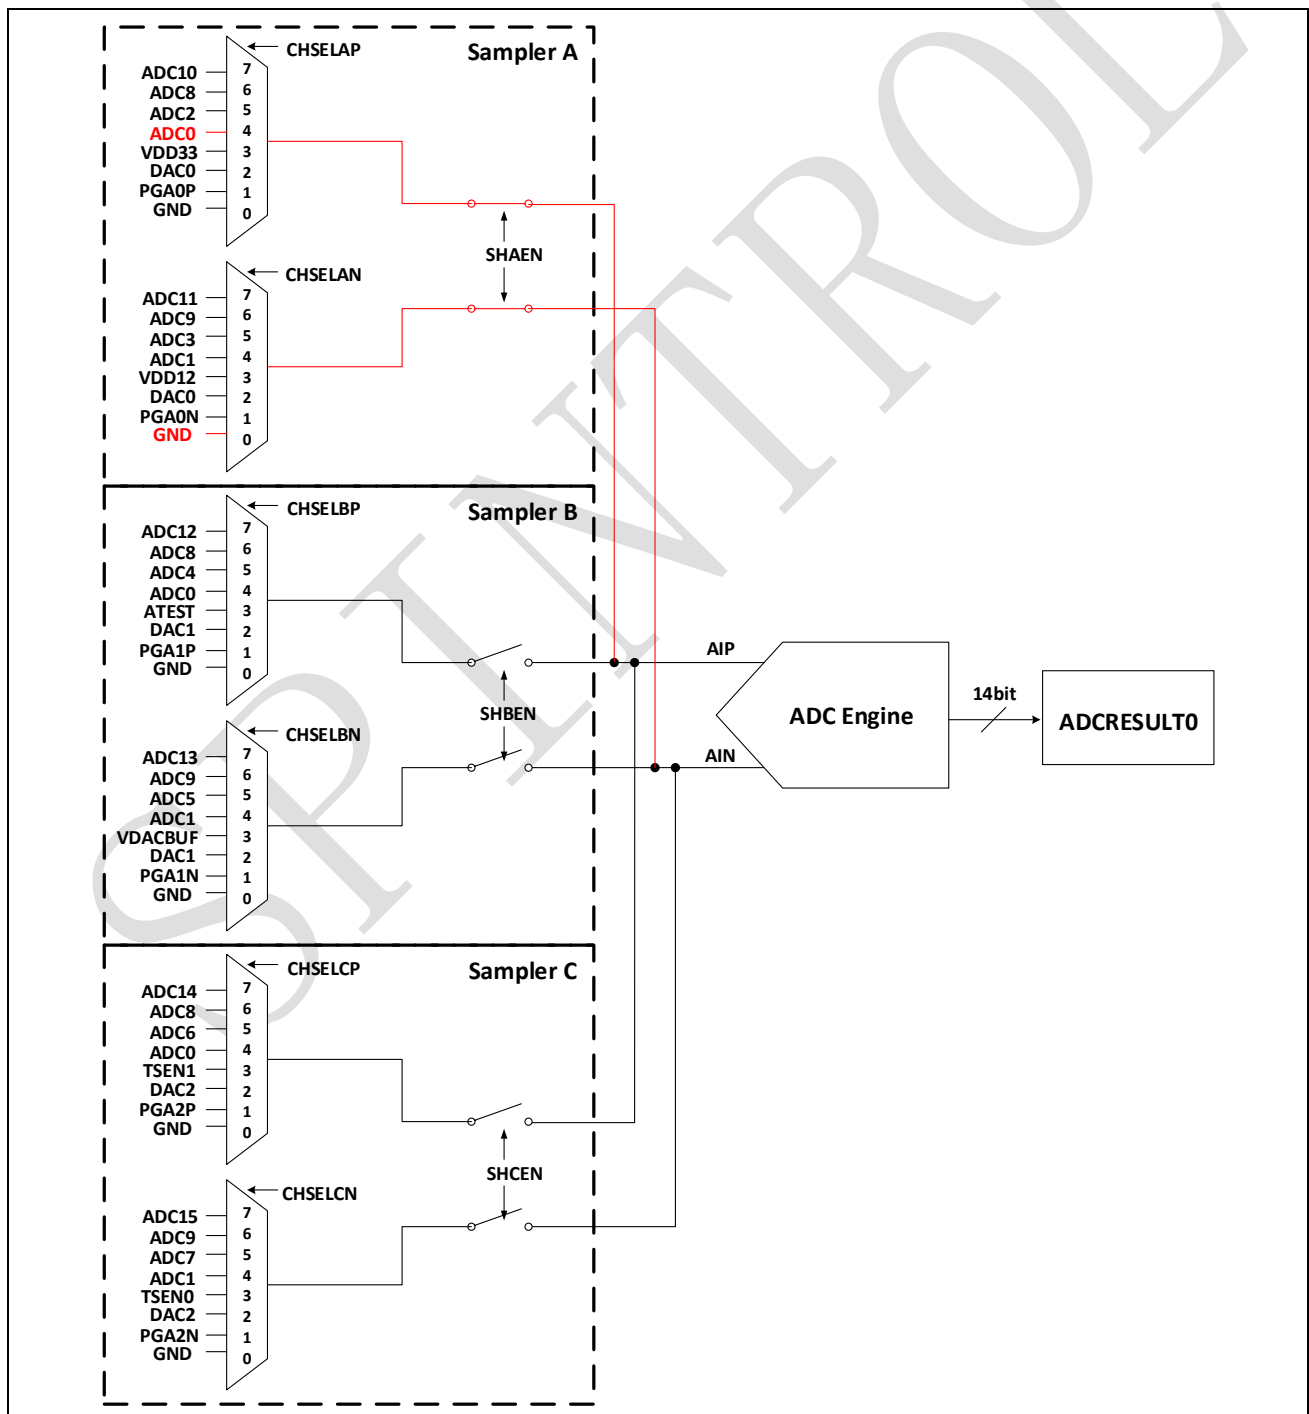 SPINTROL
Sampler A
CHSELAP
ADC10 7
ADC8 6
ADC2 5
ADC0 4
VDD33 3
DAC0 2
PGA0P 1
GND 0
SHAEN
CHSELAN
ADC11 7
ADC9 6
ADC3 5
ADC1 4
VDD12 3
DAC0 2
PGA0N 1
GND 0
Sampler B
CHSELBP
ADC12 7
ADC8 6
ADC4 5
ADC0 4
ATEST 3
DAC1 2
PGA1P 1
GND 0
SHBEN
CHSELBN
ADC13 7
ADC9 6
ADC5 5
ADC1 4
VDACBUF 3
DAC1 2
PGA1N 1
GND 0
AIP
AIN
ADC Engine
14bit
ADCRESULT0
Sampler C
CHSELCP
ADC14 7
ADC8 6
ADC6 5
ADC0 4
TSEN1 3
DAC2 2
PGA2P 1
GND 0
SHCEN
CHSELCN
ADC15 7
ADC9 6
ADC7 5
ADC1 4
TSEN0 3
DAC2 2
PGA2N 1
GND 0